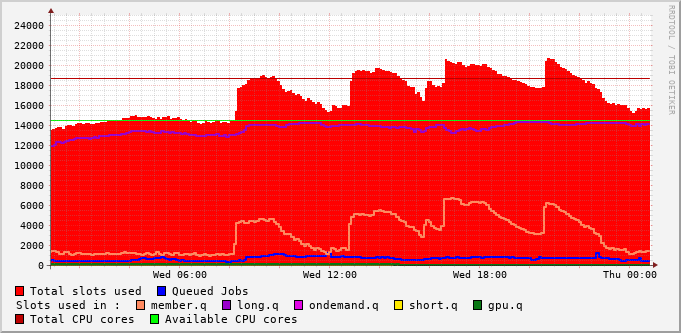 24000
22000
20000
18000
16000
14000
12000
10000
8000
6000
4000
2000
0
Wed 06:00 Wed 12:00 Wed 18:00 Thu 00:00
RRDTOOL / TOBI OETIKER
Total slots used Queued Jobs
Slots used in : member.q long.q ondemand.q short.q gpu.q
Total CPU cores Available CPU cores